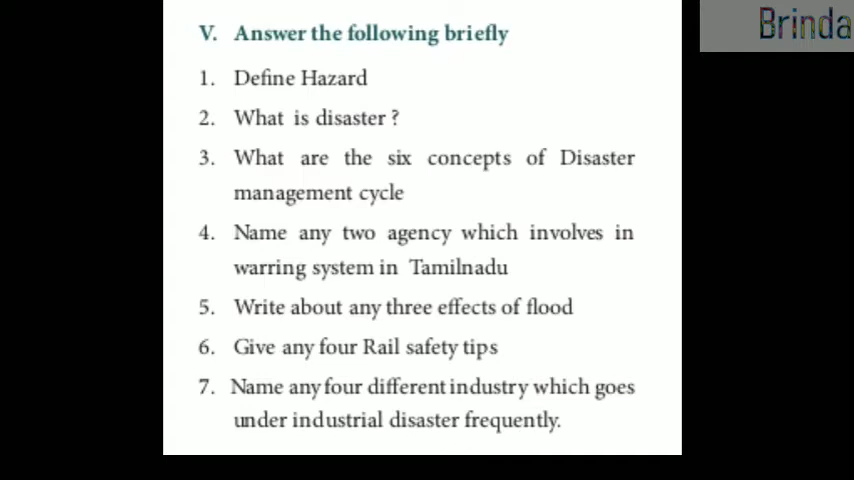 Brinda
V. Answer the following briefly
1. Define Hazard
2. What is disaster ?
3. What are the six concepts of Disaster
management cycle
4. Name any two agency which involves in
warring system in Tamilnadu
5. Write about any three effects of flood
6. Give any four Rail safety tips
7. Name any four different industry which goes
under industrial disaster frequently.